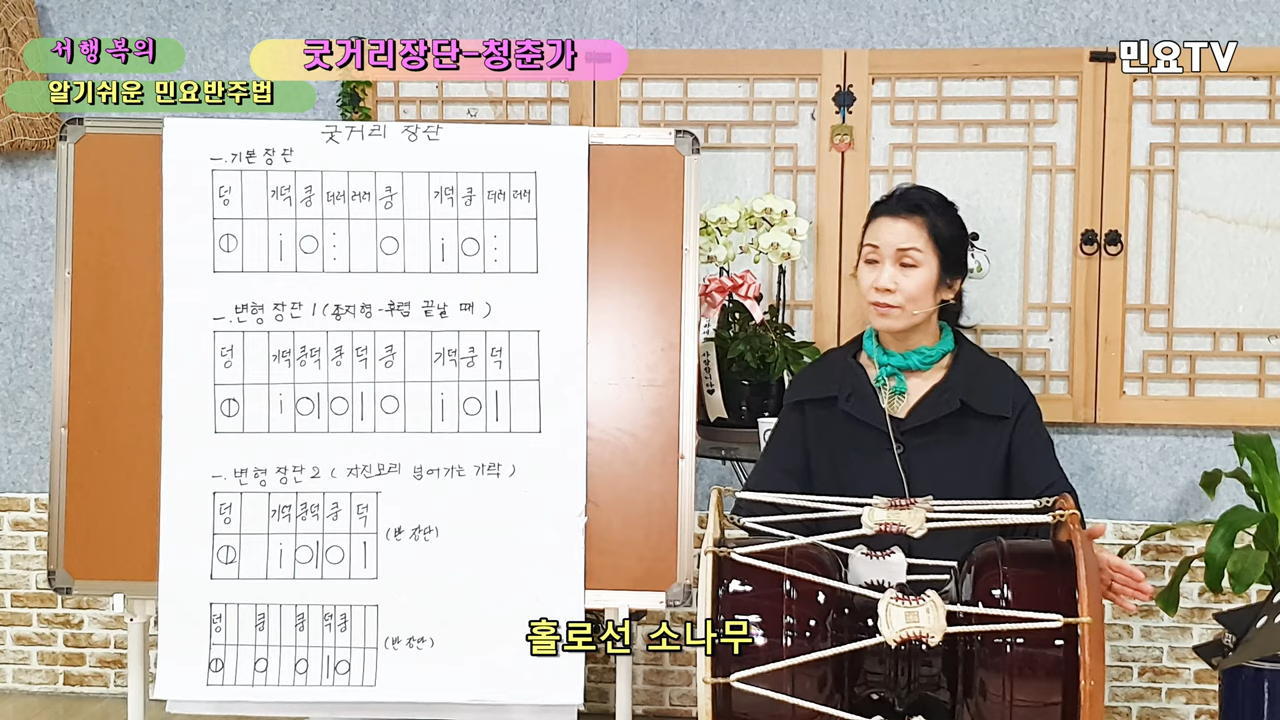 서행복의
알기쉬운 민요반주법
굿거리장단-청춘가
민요TV
굿거리 장단
一. 기본 장단
덩 기덕 쿵 더러 러러 쿵 기덕 쿵 더러 러러
一. 변형 장단 1 (종지형-후렴 끝날 때)
덩 기덕 쿵덕 쿵 덕 쿵 기덕 쿵 덕
一. 변형 장단 2 (자진모리 넘어가는 가락)
덩 기덕 쿵덕 쿵 덕
(반 장단)
덩 쿵 쿵 덕 쿵
(반 장단)
홀로선 소나무